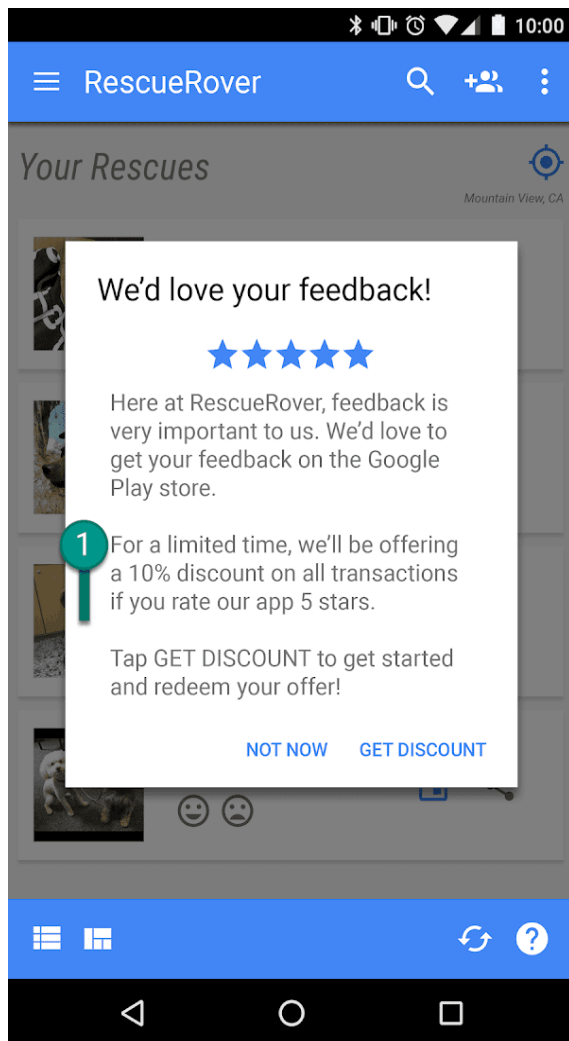 10:00
RescueRover
Your Rescues
Mountain View, CA
We'd love your feedback!
Here at RescueRover, feedback is
very important to us. We'd love to
get your feedback on the Google
Play store.
1
For a limited time, we'll be offering
a 10% discount on all transactions
if you rate our app 5 stars.
Tap GET DISCOUNT to get started
and redeem your offer!
NOT NOW GET DISCOUNT
?